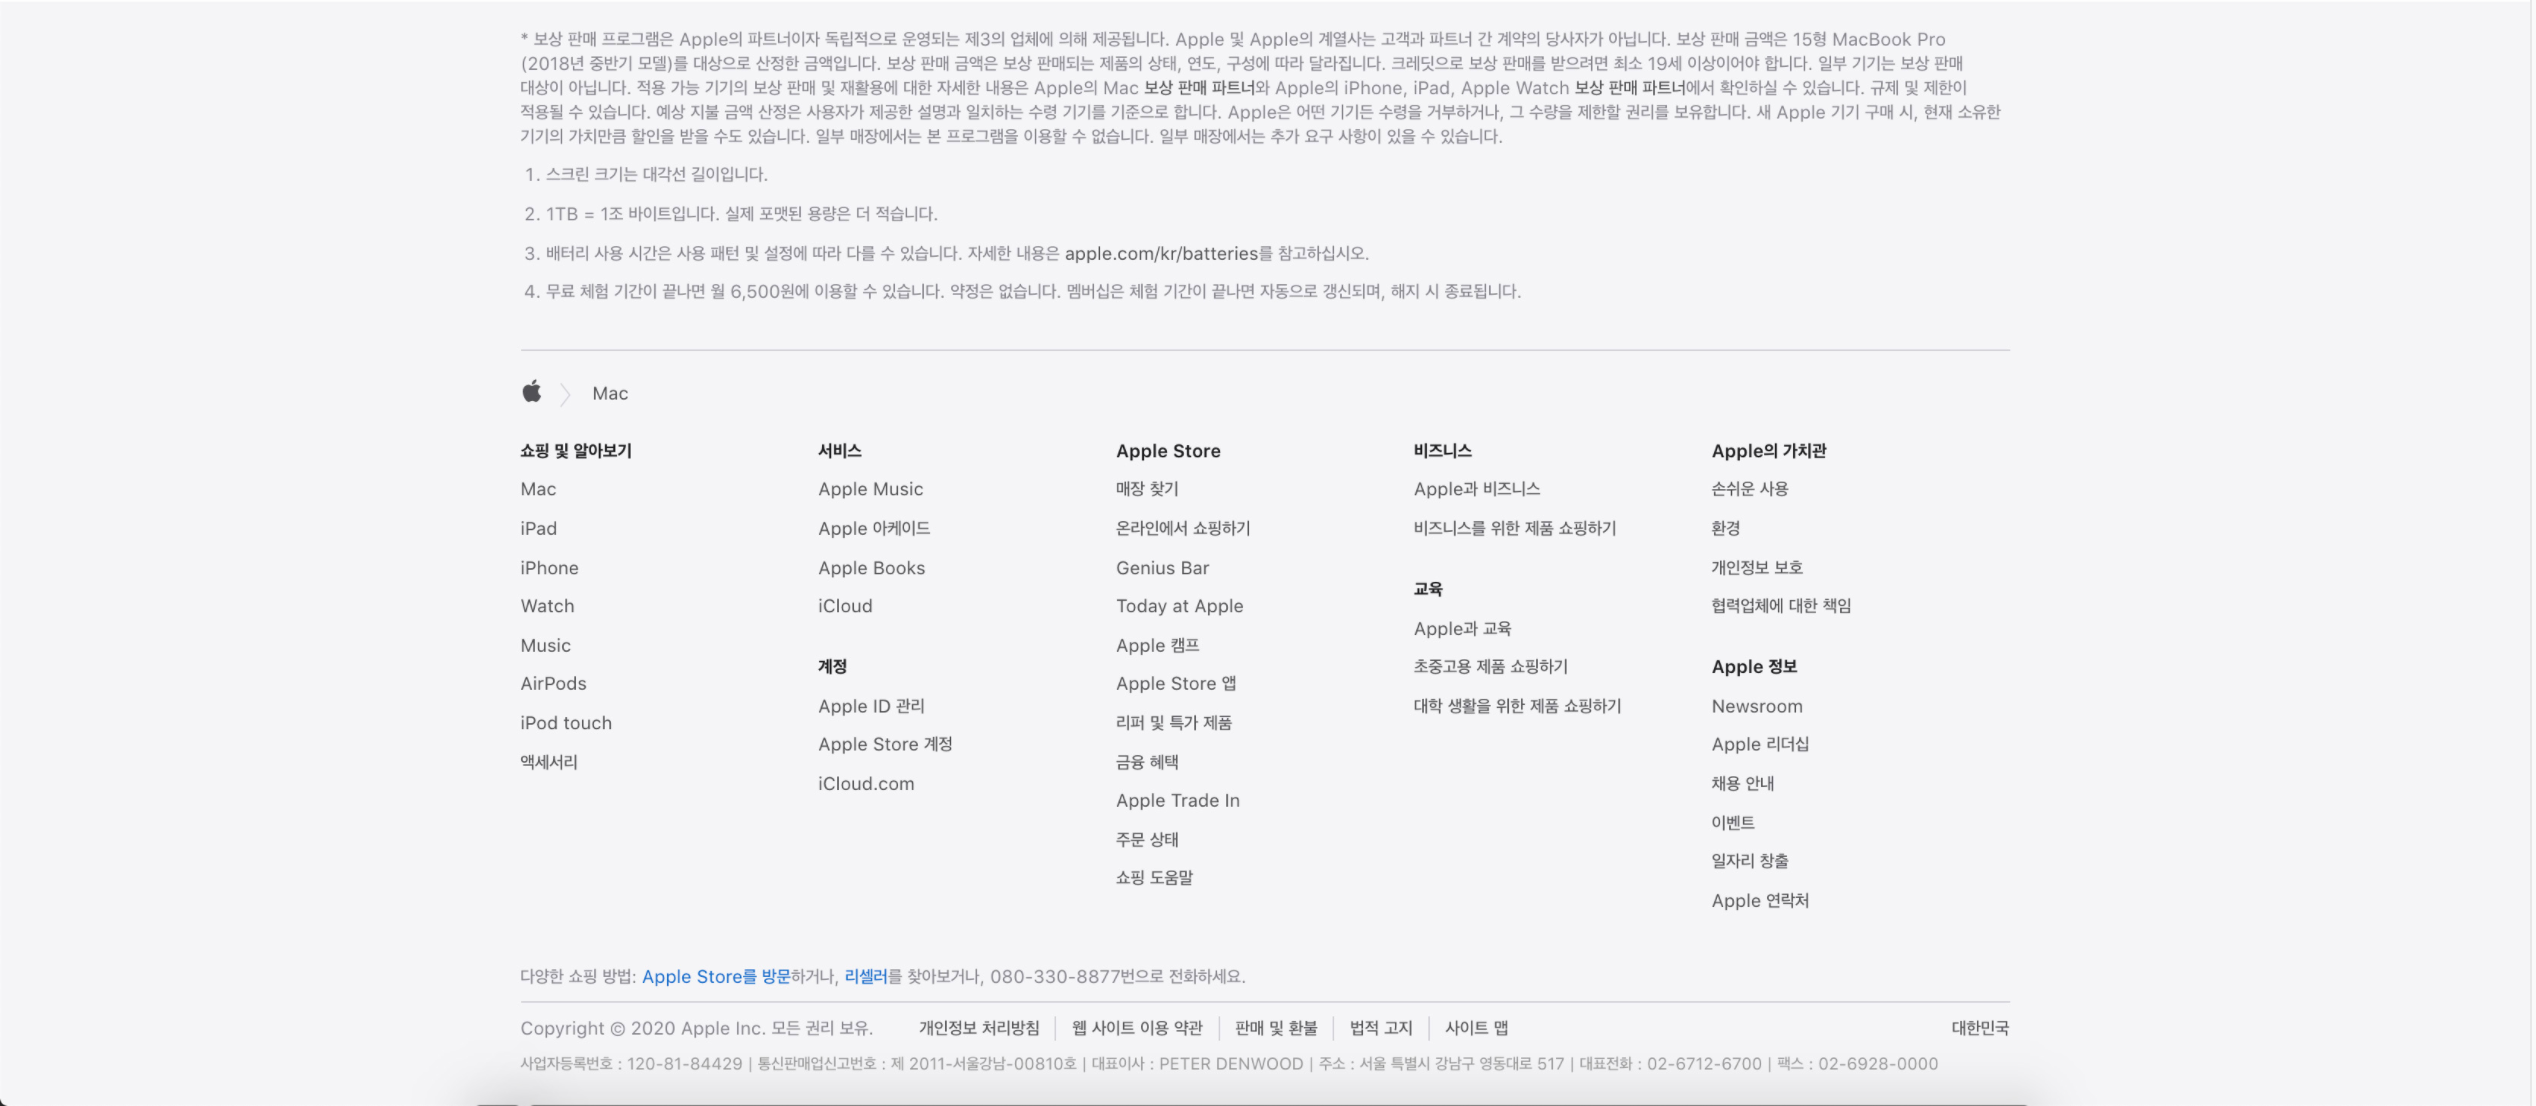 * 보상 판매 프로그램은 Apple의 파트너이자 독립적으로 운영되는 제3의 업체에 의해 제공됩니다. Apple 및 Apple의 계열사는 고객과 파트너 간 계약의 당사자가 아닙니다. 보상 판매 금액은 15형 MacBook Pro
(2018년 중반기 모델)를 대상으로 산정한 금액입니다. 보상 판매 금액은 보상 판매되는 제품의 상태, 연도, 구성에 따라 달라집니다. 크레딧으로 보상 판매를 받으려면 최소 19세 이상이어야 합니다. 일부 기기는 보상 판매
대상이 아닙니다. 적용 가능 기기의 보상 판매 및 재활용에 대한 자세한 내용은 Apple의 Mac 보상 판매 파트너와 Apple의 iPhone, iPad, Apple Watch 보상 판매 파트너에서 확인하실 수 있습니다. 규제 및 제한이
적용될 수 있습니다. 예상 지불 금액 산정은 사용자가 제공한 설명과 일치하는 수령 기기를 기준으로 합니다. Apple은 어떤 기기든 수령을 거부하거나, 그 수량을 제한할 권리를 보유합니다. 새 Apple 기기 구매 시, 현재 소유한
기기의 가치만큼 할인을 받을 수도 있습니다. 일부 매장에서는 본 프로그램을 이용할 수 없습니다. 일부 매장에서는 추가 요구 사항이 있을 수 있습니다.
1. 스크린 크기는 대각선 길이입니다.
2. 1TB = 1조 바이트입니다. 실제 포맷된 용량은 더 적습니다.
3. 배터리 사용 시간은 사용 패턴 및 설정에 따라 다를 수 있습니다. 자세한 내용은 apple.com/kr/batteries를 참고하십시오.
4. 무료 체험 기간이 끝나면 월 6,500원에 이용할 수 있습니다. 약정은 없습니다. 멤버십은 체험 기간이 끝나면 자동으로 갱신되며, 해지 시 종료됩니다.
Mac
쇼핑 및 알아보기
Mac
iPad
iPhone
Watch
Music
AirPods
iPod touch
액세서리
서비스
Apple Music
Apple 아케이드
Apple Books
iCloud
계정
Apple ID 관리
Apple Store 계정
iCloud.com
Apple Store
매장 찾기
온라인에서 쇼핑하기
Genius Bar
Today at Apple
Apple 캠프
Apple Store 앱
리퍼 및 특가 제품
금융 혜택
Apple Trade In
주문 상태
쇼핑 도움말
비즈니스
Apple과 비즈니스
비즈니스를 위한 제품 쇼핑하기
교육
Apple과 교육
초중고용 제품 쇼핑하기
대학 생활을 위한 제품 쇼핑하기
Apple의 가치관
손쉬운 사용
환경
개인정보 보호
협력업체에 대한 책임
Apple 정보
Newsroom
Apple 리더십
채용 안내
이벤트
일자리 창출
Apple 연락처
다양한 쇼핑 방법: Apple Store를 방문하거나, 리셀러를 찾아보거나, 080-330-8877번으로 전화하세요.
Copyright © 2020 Apple Inc. 모든 권리 보유. 개인정보 처리방침 | 웹 사이트 이용 약관 | 판매 및 환불 | 법적 고지 | 사이트 맵 대한민국
사업자등록번호 : 120-81-84429 | 통신판매업신고번호 : 제 2011-서울강남-00810호 | 대표이사 : PETER DENWOOD | 주소 : 서울 특별시 강남구 영동대로 517 | 대표전화 : 02-6712-6700 | 팩스 : 02-6928-0000